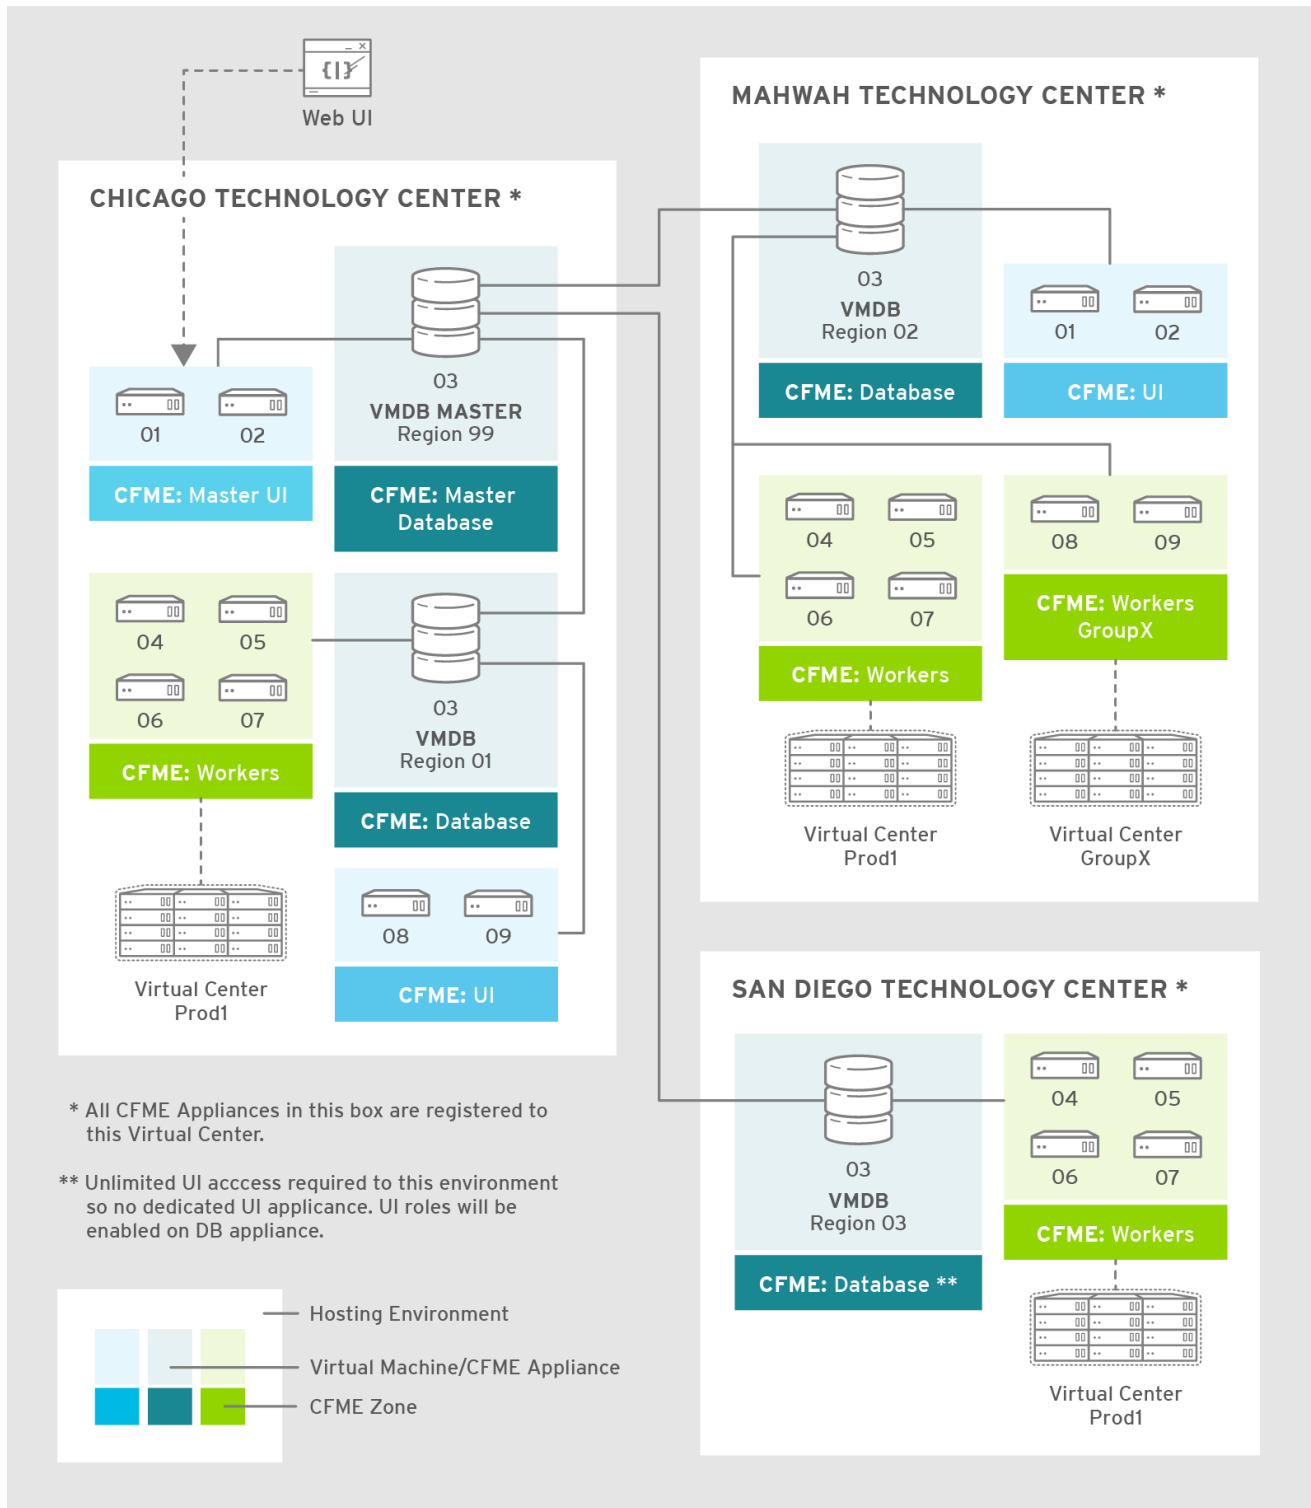 {|}
Web UI
CHICAGO TECHNOLOGY CENTER *
01
02
CFME: Master UI
03
VMDB MASTER
Region 99
CFME: Master
Database
04
05
06
07
CFME: Workers
Virtual Center
Prod1
03
VMDB
Region 01
CFME: Database
08
09
CFME: UI
MAHWAH TECHNOLOGY CENTER *
03
VMDB
Region 02
CFME: Database
01
02
CFME: UI
04
05
06
07
CFME: Workers
Virtual Center
Prod1
08
09
CFME: Workers
GroupX
Virtual Center
GroupX
SAN DIEGO TECHNOLOGY CENTER *
03
VMDB
Region 03
CFME: Database **
04
05
06
07
CFME: Workers
Virtual Center
Prod1
* All CFME Appliances in this box are registered to
this Virtual Center.
** Unlimited UI acccess required to this environment
so no dedicated UI applicance. UI roles will be
enabled on DB appliance.
Hosting Environment
Virtual Machine/CFME Appliance
CFME Zone